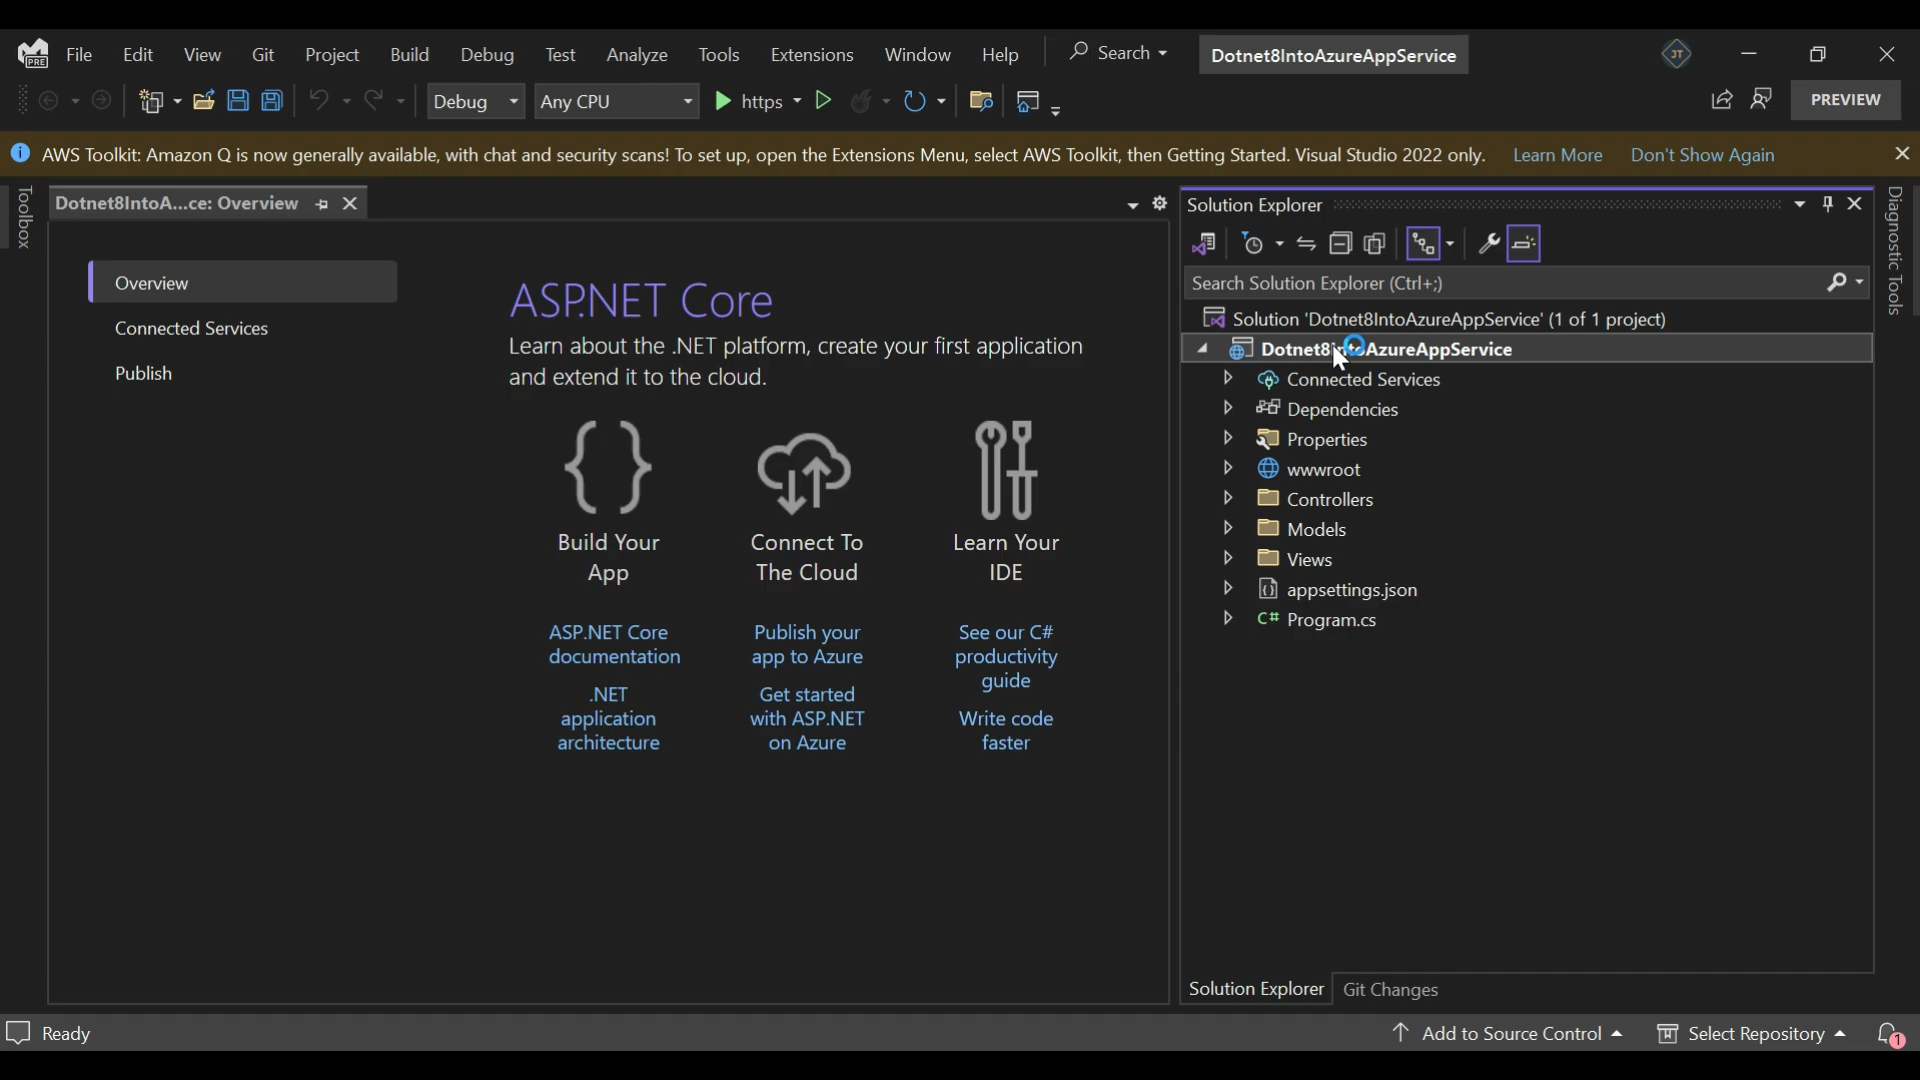 PRE
File Edit View Git Project Build Debug Test Analyze Tools Extensions Window Help Search Dotnet8IntoAzureAppService JT
Debug Any CPU https PREVIEW
AWS Toolkit: Amazon Q is now generally available, with chat and security scans! To set up, open the Extensions Menu, select AWS Toolkit, then Getting Started. Visual Studio 2022 only. Learn More Don't Show Again
Toolbox
Dotnet8IntoA...ce: Overview
Overview
Connected Services
Publish
ASP.NET Core
Learn about the .NET platform, create your first application
and extend it to the cloud.
Build Your
App
ASP.NET Core
documentation
.NET
application
architecture
Connect To
The Cloud
Publish your
app to Azure
Get started
with ASP.NET
on Azure
Learn Your
IDE
See our C#
productivity
guide
Write code
faster
Solution Explorer
Search Solution Explorer (Ctrl+;)
Solution 'Dotnet8IntoAzureAppService' (1 of 1 project)
Dotnet8IntoAzureAppService
Connected Services
Dependencies
Properties
wwwroot
Controllers
Models
Views
appsettings.json
C# Program.cs
Solution Explorer Git Changes
Diagnostic Tools
Ready Add to Source Control Select Repository 1